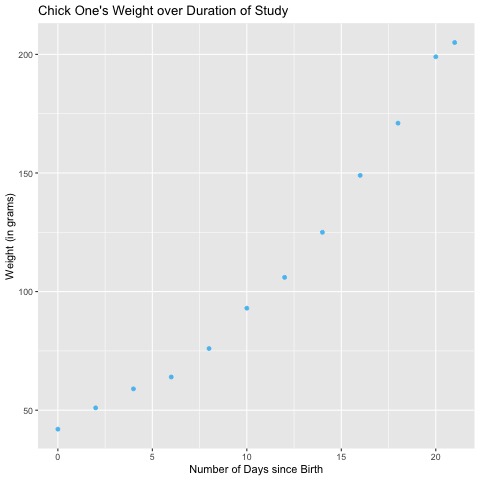 Chick One's Weight over Duration of Study
200
150
100
50
Weight (in grams)
0 5 10 15 20
Number of Days since Birth